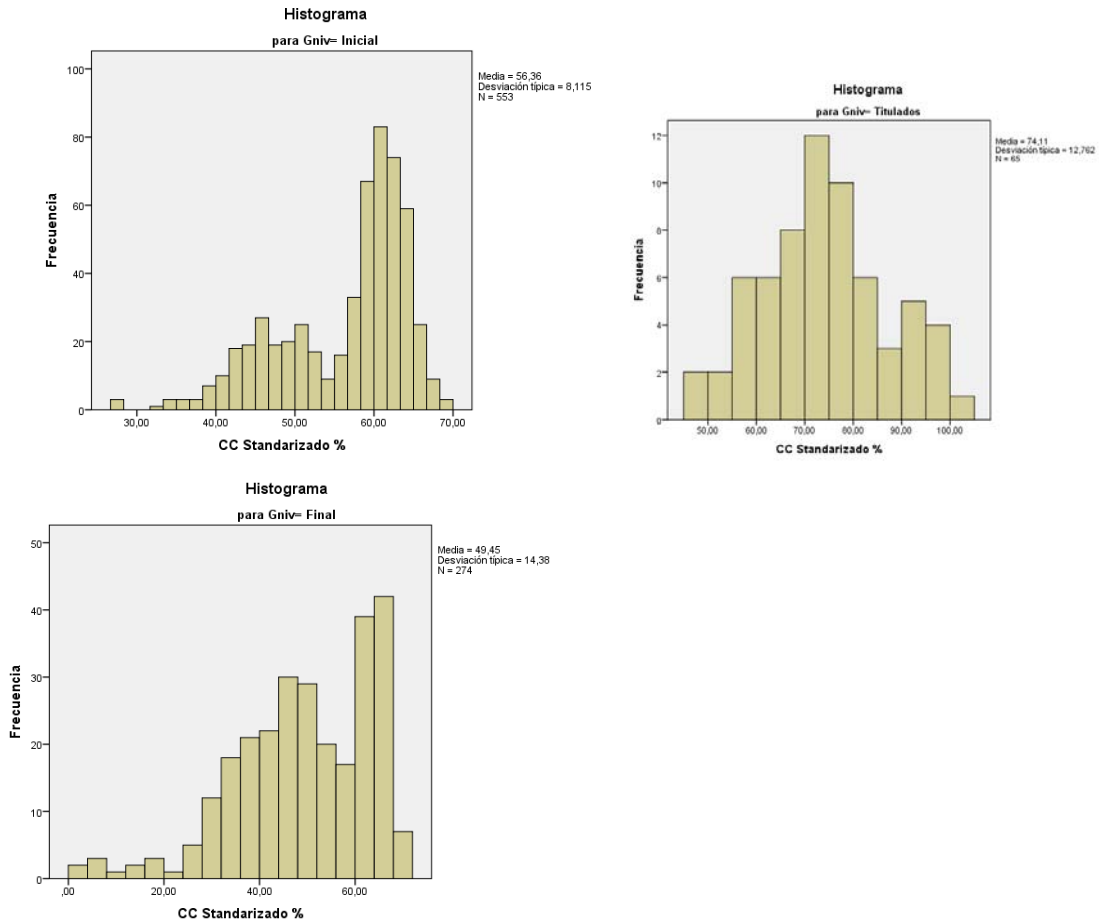 Histograma
para Gniv= Inicial
Media = 56,36
Desviación típica = 8,115
N = 553
100
80
60
40
20
0
Frecuencia
30,00 40,00 50,00 60,00 70,00
CC Standarizado %
Histograma
para Gniv= Titulados
Media = 74,11
Desviación típica = 12,762
N = 65
12
10
8
6
4
2
0
Frecuencia
50,00 60,00 70,00 80,00 90,00 100,00
CC Standarizado %
Histograma
para Gniv= Final
Media = 49,45
Desviación típica = 14,38
N = 274
50
40
30
20
10
0
Frecuencia
,00 20,00 40,00 60,00
CC Standarizado %